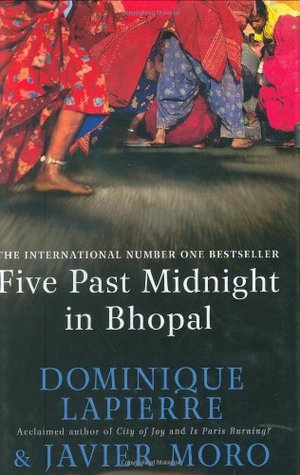 THE INTERNATIONAL NUMBER ONE BESTSELLER
Five Past Midnight
in Bhopal
DOMINIQUE
LAPIERRE
Acclaimed author of City of Joy and Is Paris Burning?
& JAVIER MORO